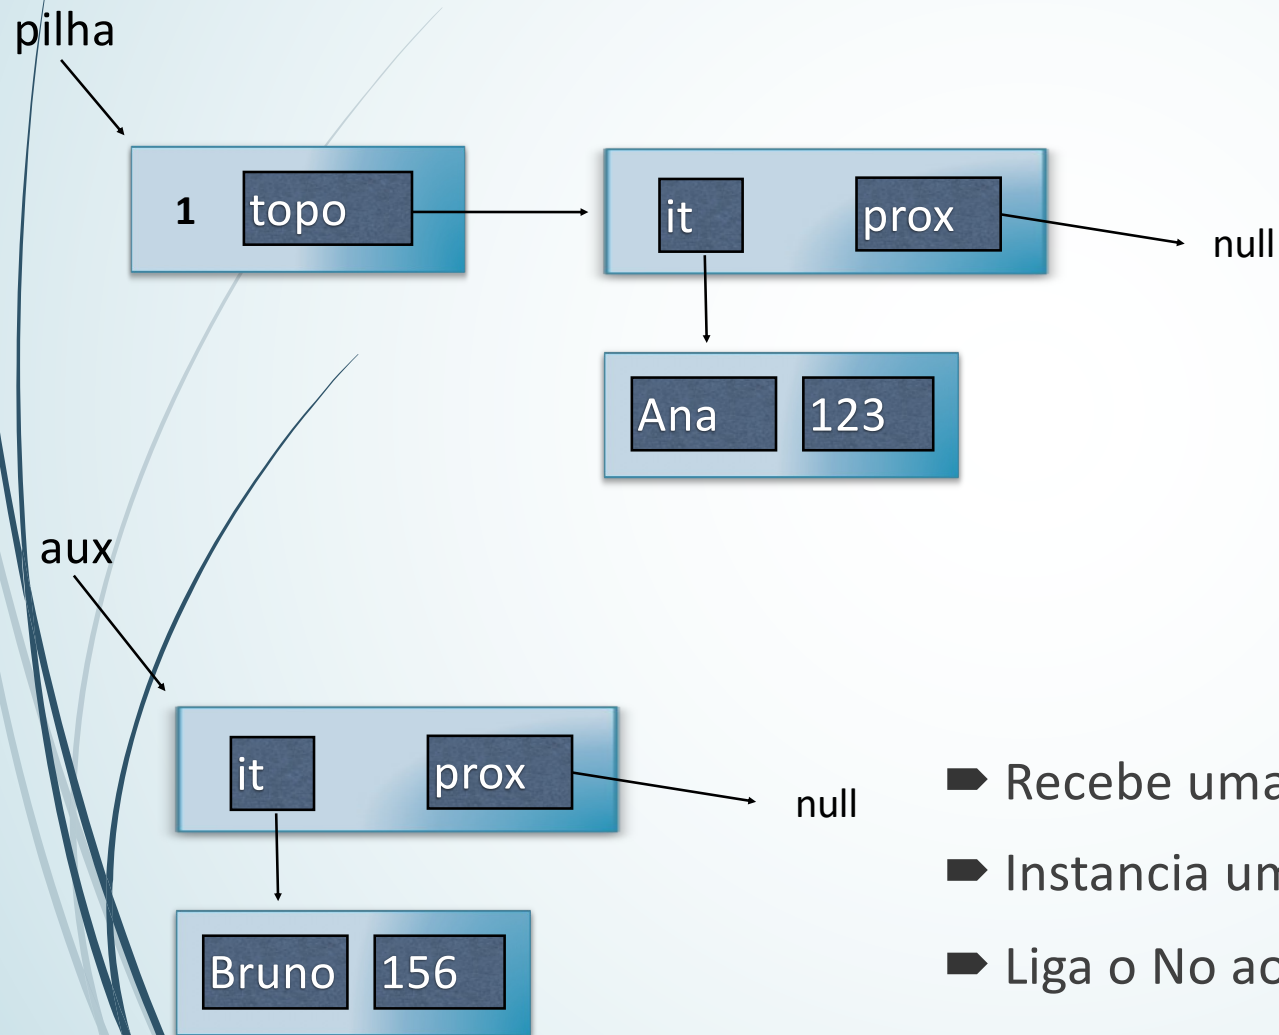 pilha
1 topo
it prox
null
Ana 123
aux
it prox
null
Bruno 156
Recebe uma
Instancia um
Liga o No ao